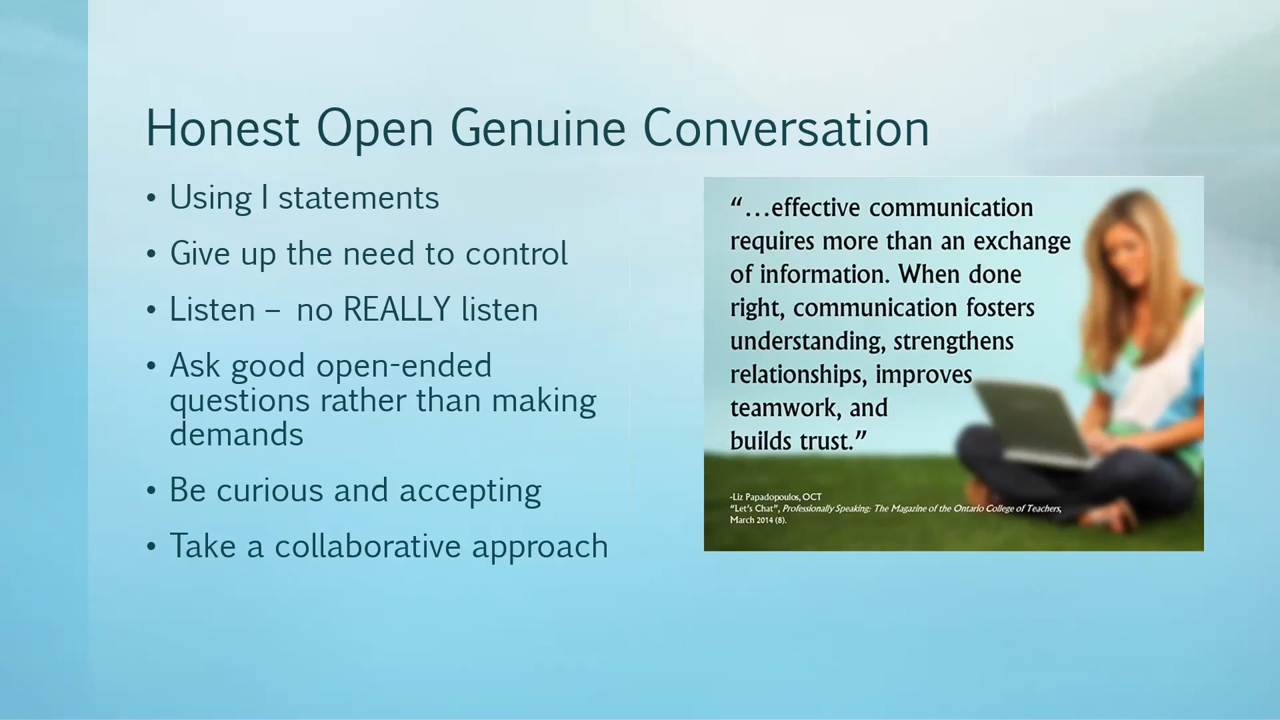 Honest Open Genuine Conversation
• Using I statements
• Give up the need to control
• Listen – no REALLY listen
• Ask good open-ended
questions rather than making
demands
• Be curious and accepting
• Take a collaborative approach
“…effective communication
requires more than an exchange
of information. When done
right, communication fosters
understanding, strengthens
relationships, improves
teamwork, and
builds trust.”
-Liz Papadopoulos, OCT
“Let’s Chat”, Professionally Speaking: The Magazine of the Ontario College of Teachers,
March 2014 (8).